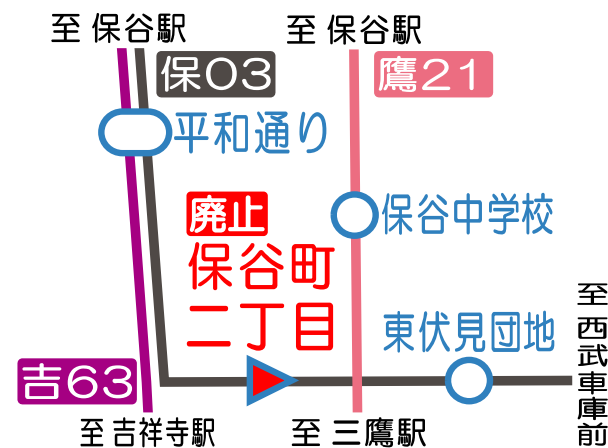 至 保谷駅
至 保谷駅
保03
鷹21
平和通り
廃止
保谷町
二丁目
保谷中学校
東伏見団地
至 西武車庫前
吉63
至 吉祥寺駅
至 三鷹駅